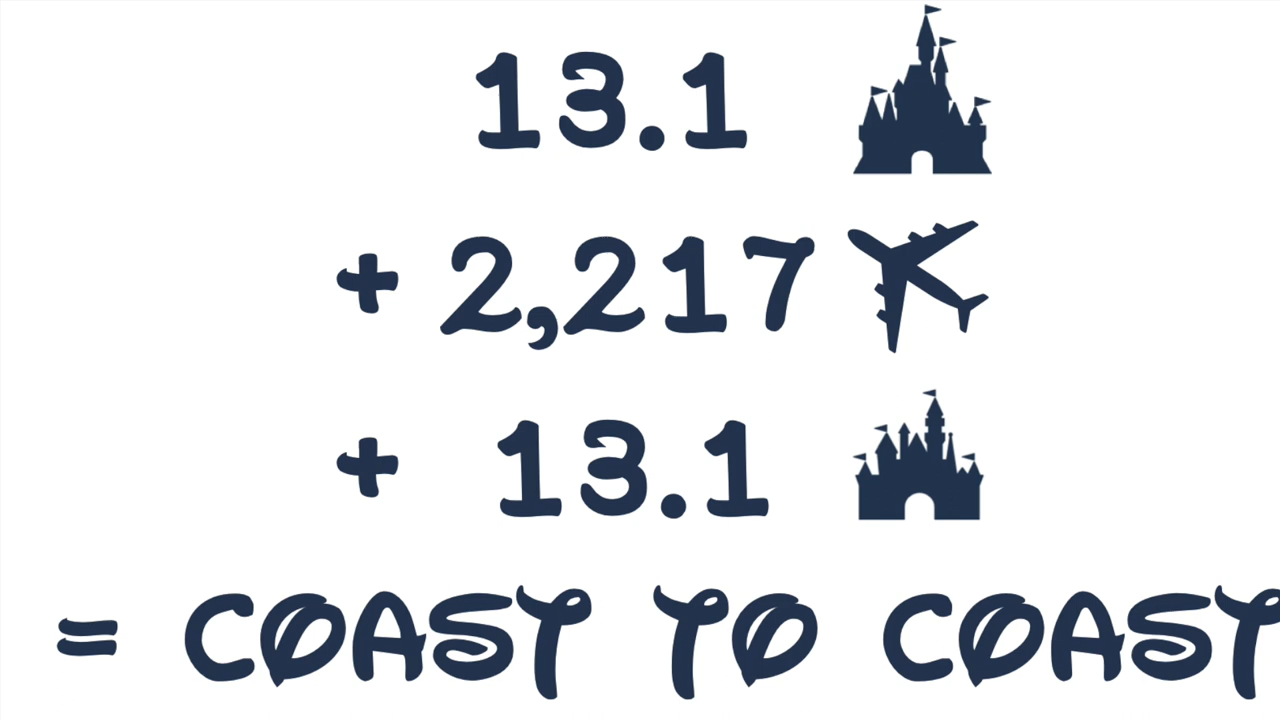 13.1
+ 2,217
+ 13.1
= COAST TO COAST